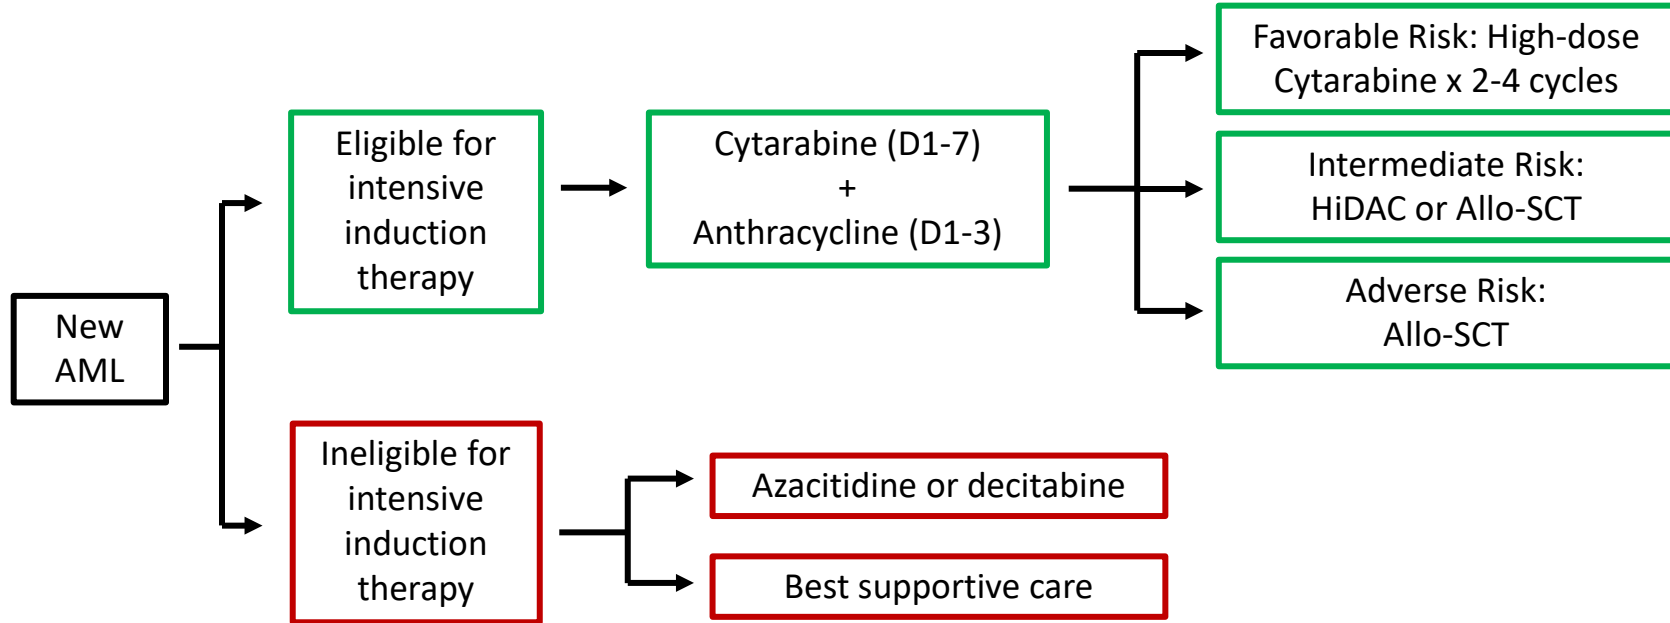 New
AML
Eligible for
intensive
induction
therapy
Cytarabine (D1-7)
+
Anthracycline (D1-3)
Favorable Risk: High-dose
Cytarabine x 2-4 cycles
Intermediate Risk:
HiDAC or Allo-SCT
Adverse Risk:
Allo-SCT
Ineligible for
intensive
induction
therapy
Azacitidine or decitabine
Best supportive care